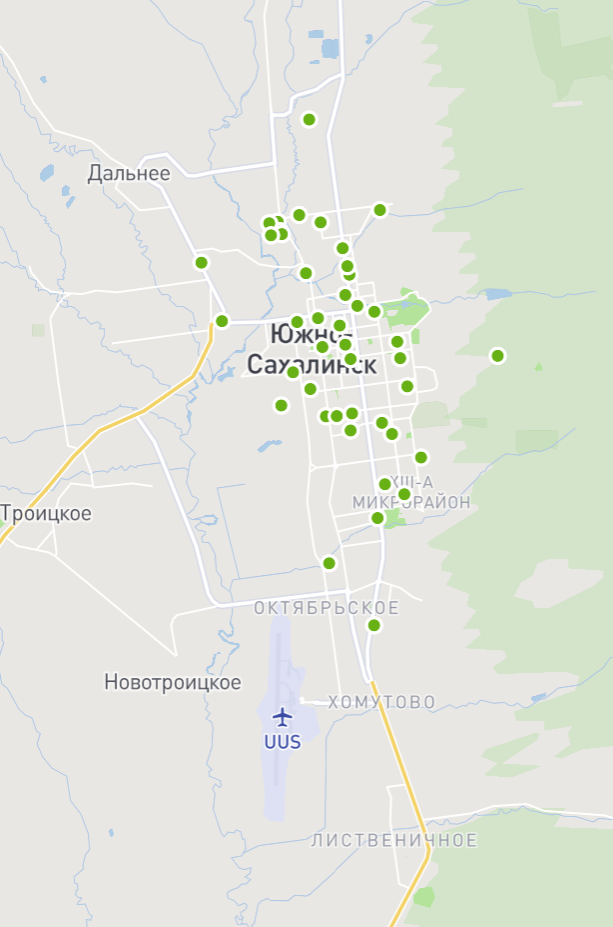 Дальнее
Южно-
Сахалинск
XIII-А
МИКРОРАЙОН
Троицкое
ОКТЯБРЬСКОЕ
Новотроицкое
ХОМУТОВО
UUS
ЛИСТВЕНИЧНОЕ